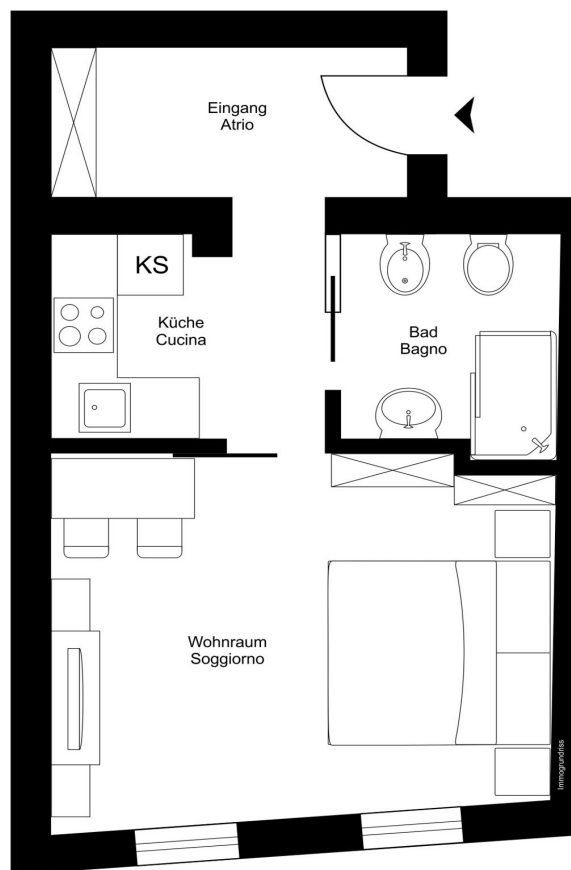 Eingang
Atrio
KS
Küche
Cucina
Bad
Bagno
Wohnraum
Soggiorno
Immogrundriss